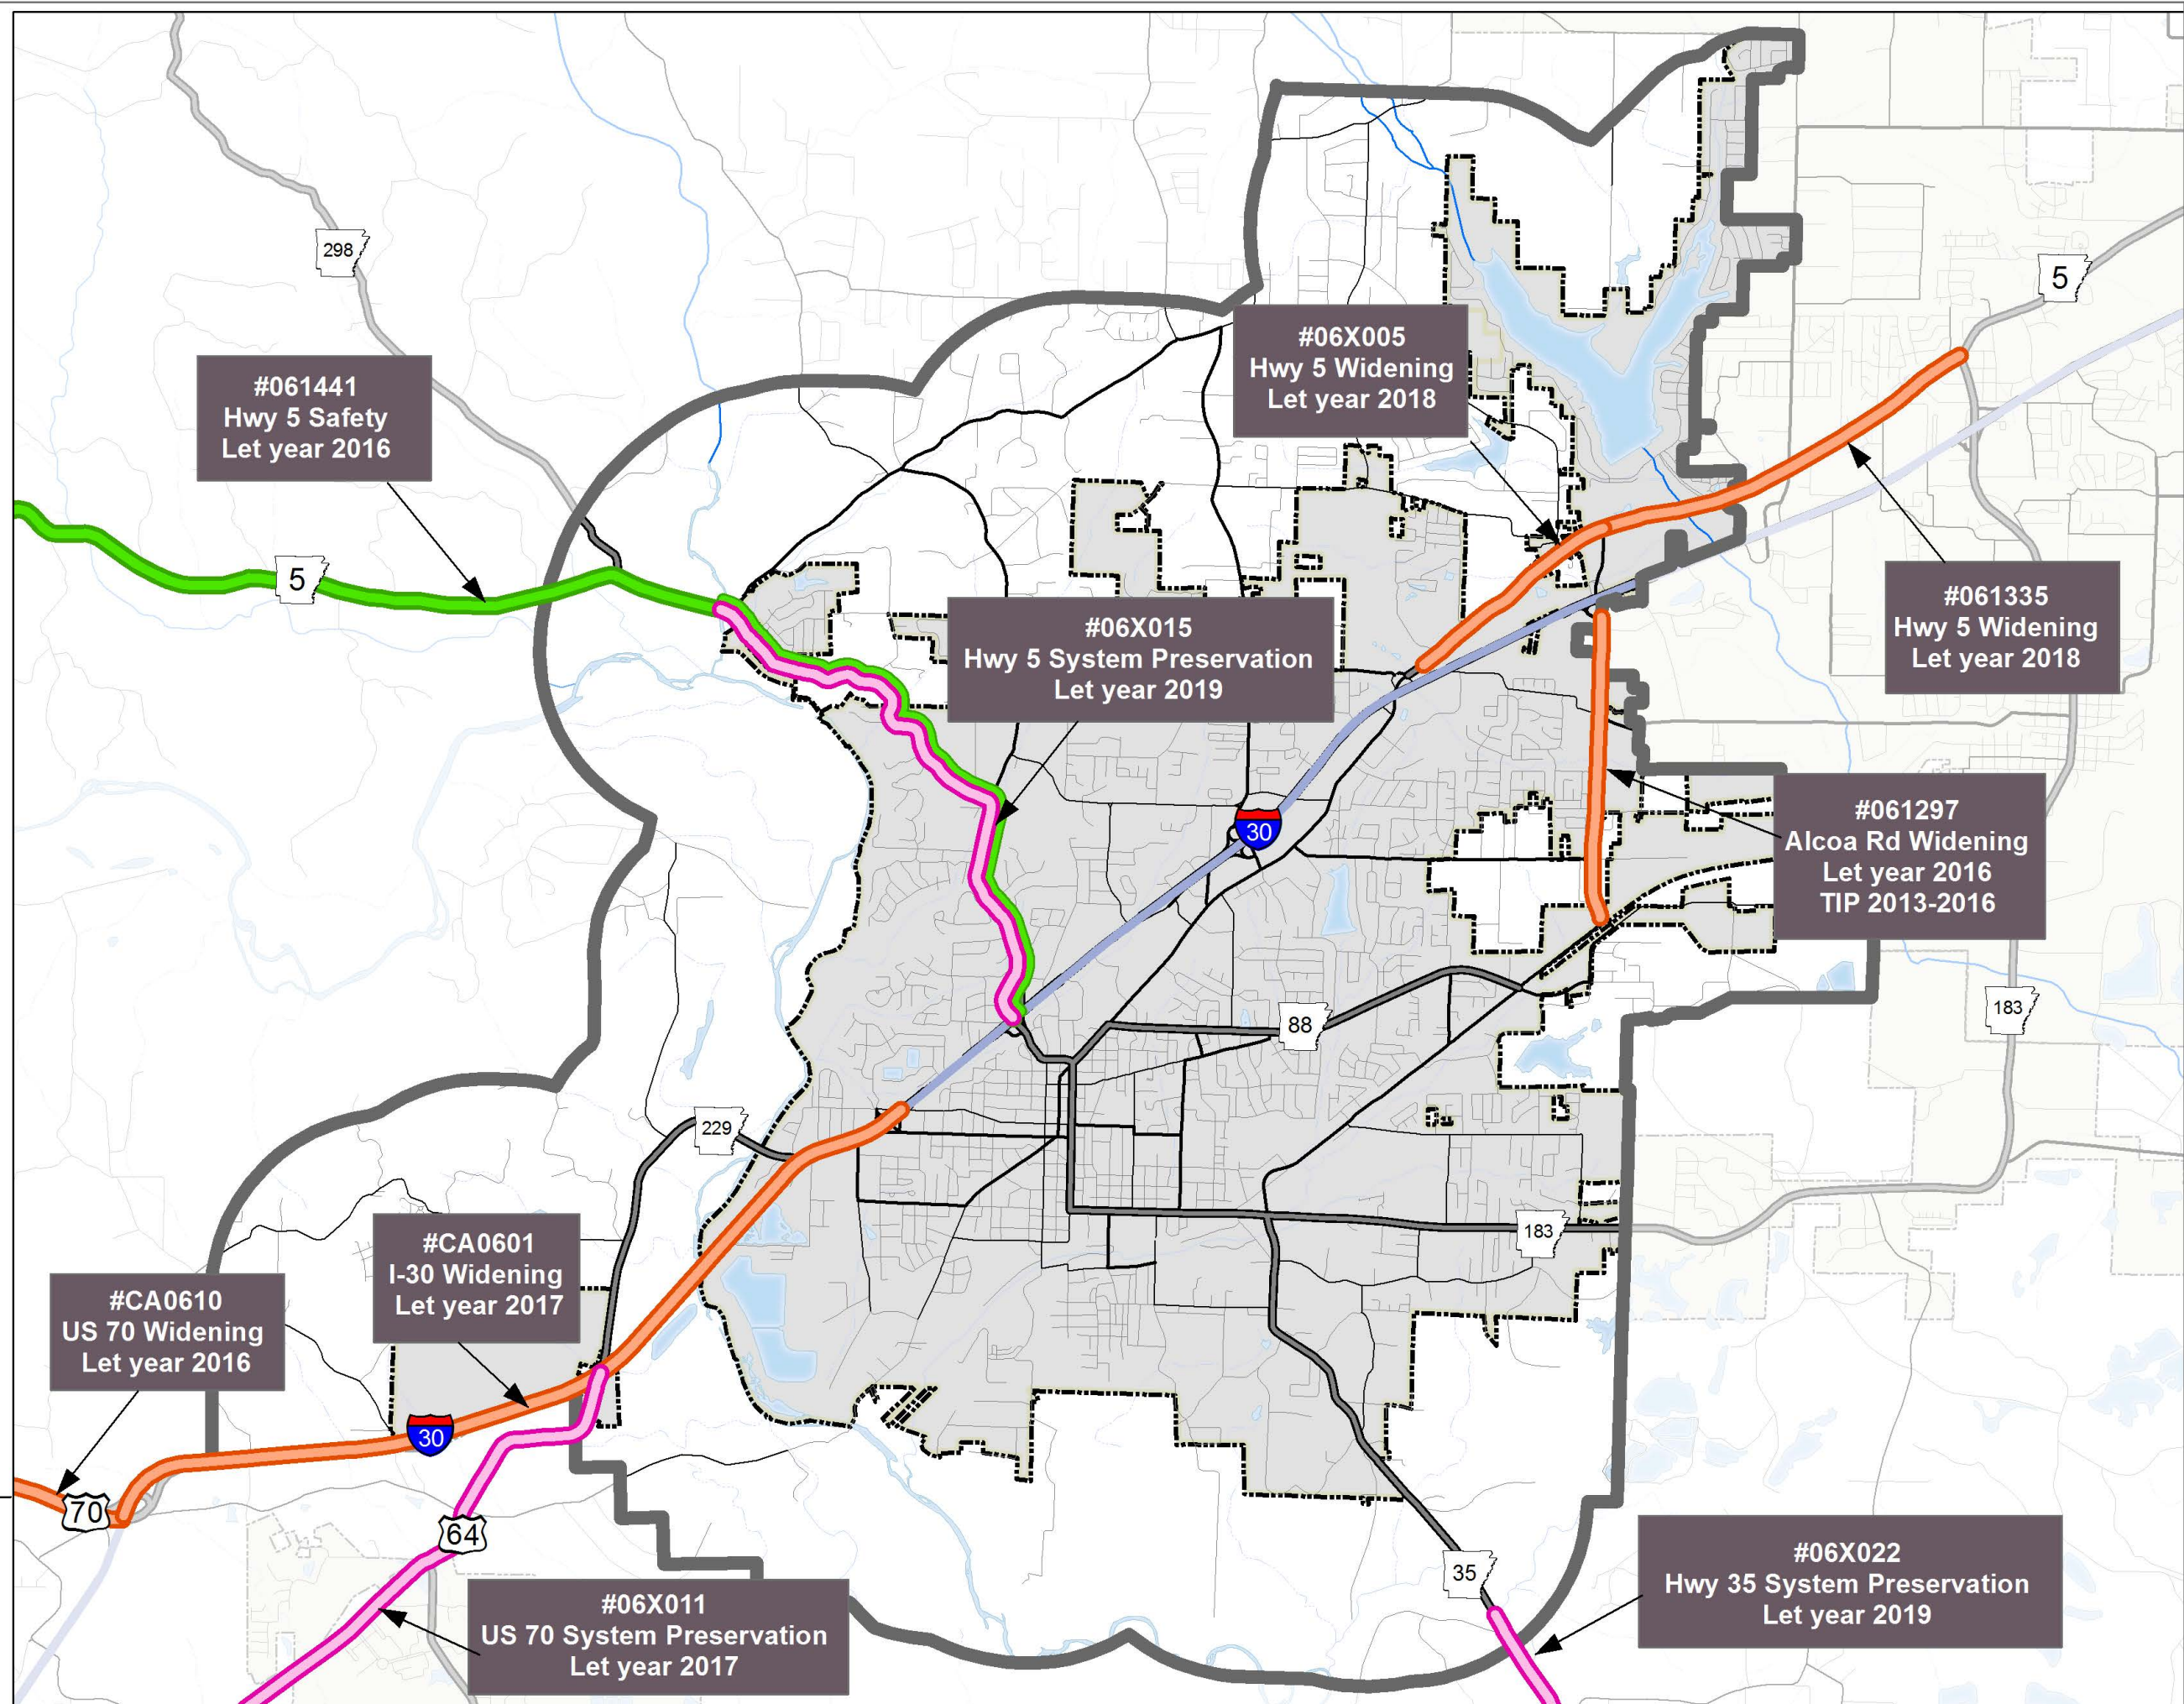 298
5
#06X005
Hwy 5 Widening
Let year 2018
#061441
Hwy 5 Safety
Let year 2016
5
#06X015
Hwy 5 System Preservation
Let year 2019
#061335
Hwy 5 Widening
Let year 2018
30
#061297
Alcoa Rd Widening
Let year 2016
TIP 2013-2016
88
183
229
183
#CA0601
I-30 Widening
Let year 2017
#CA0610
US 70 Widening
Let year 2016
30
70
64
35
#06X011
US 70 System Preservation
Let year 2017
#06X022
Hwy 35 System Preservation
Let year 2019